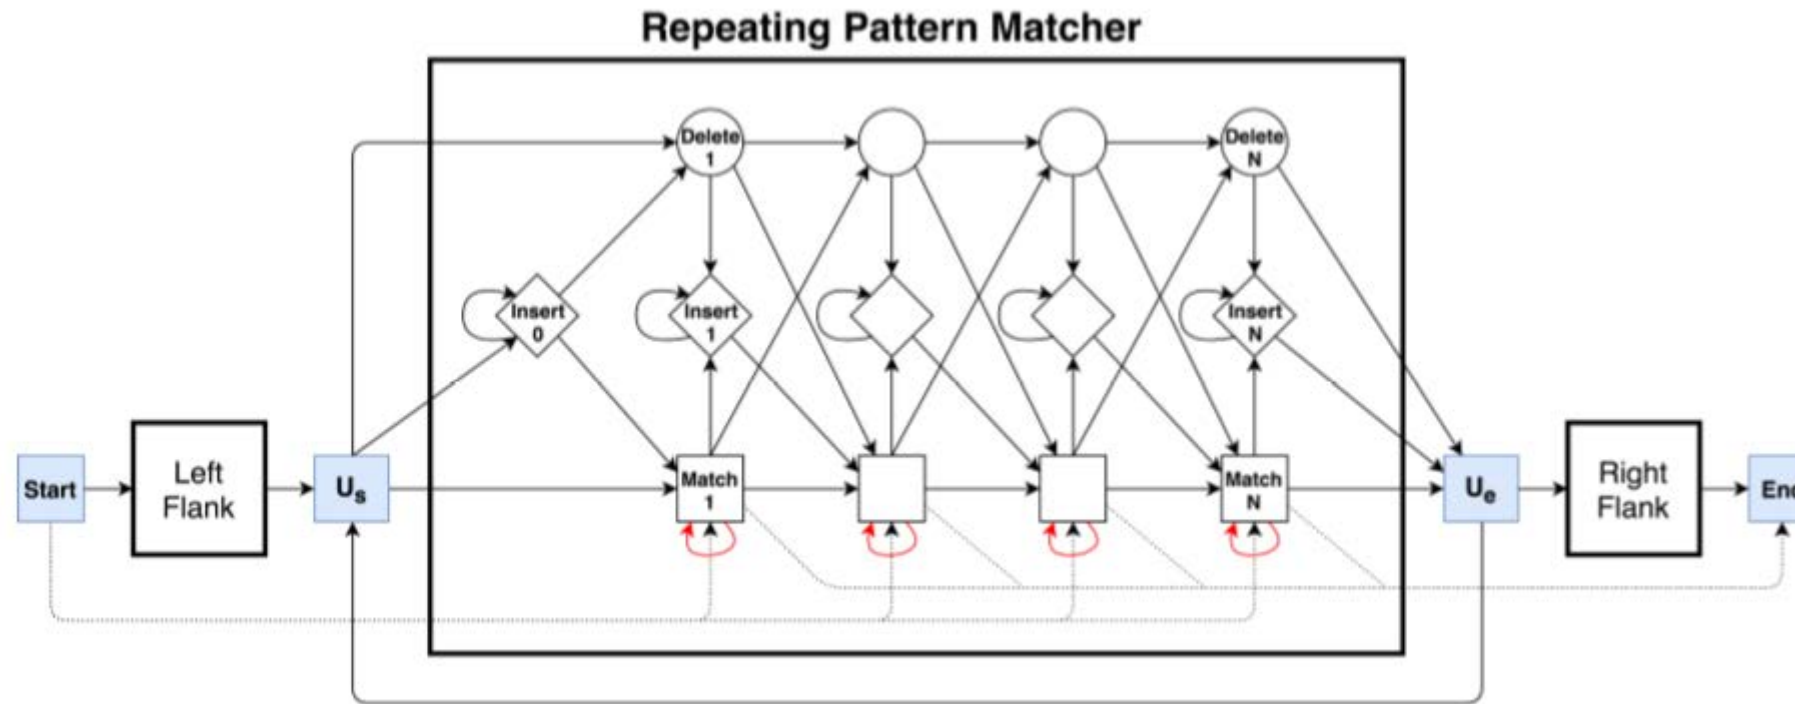 Repeating Pattern Matcher
Delete
1
Delete
N
Insert
0
Insert
1
Insert
N
Start
Left
Flank
Us
Match
1
Match
N
Ue
Right
Flank